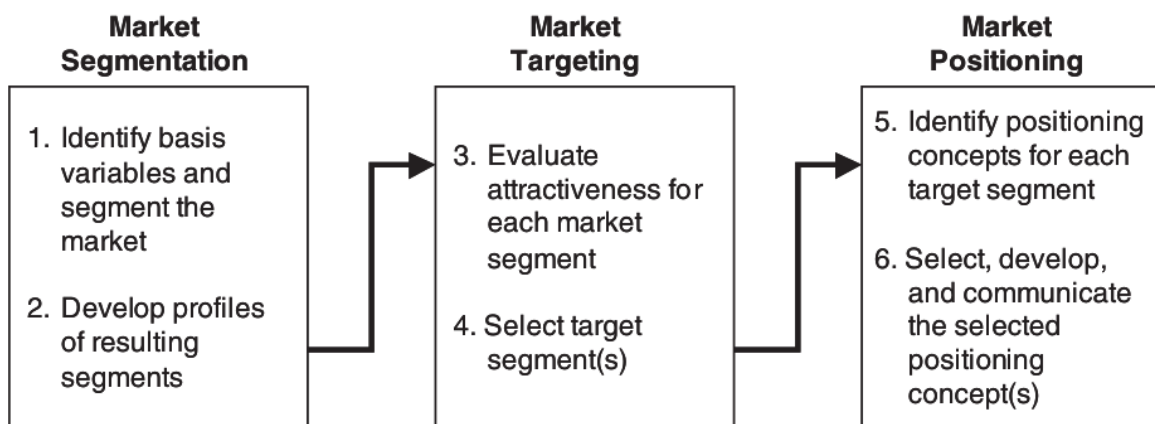 Market
Segmentation
1. Identify basis
variables and
segment the
market
2. Develop profiles
of resulting
segments
Market
Targeting
3. Evaluate
attractiveness for
each market
segment
4. Select target
segment(s)
Market
Positioning
5. Identify positioning
concepts for each
target segment
6. Select, develop,
and communicate
the selected
positioning
concept(s)